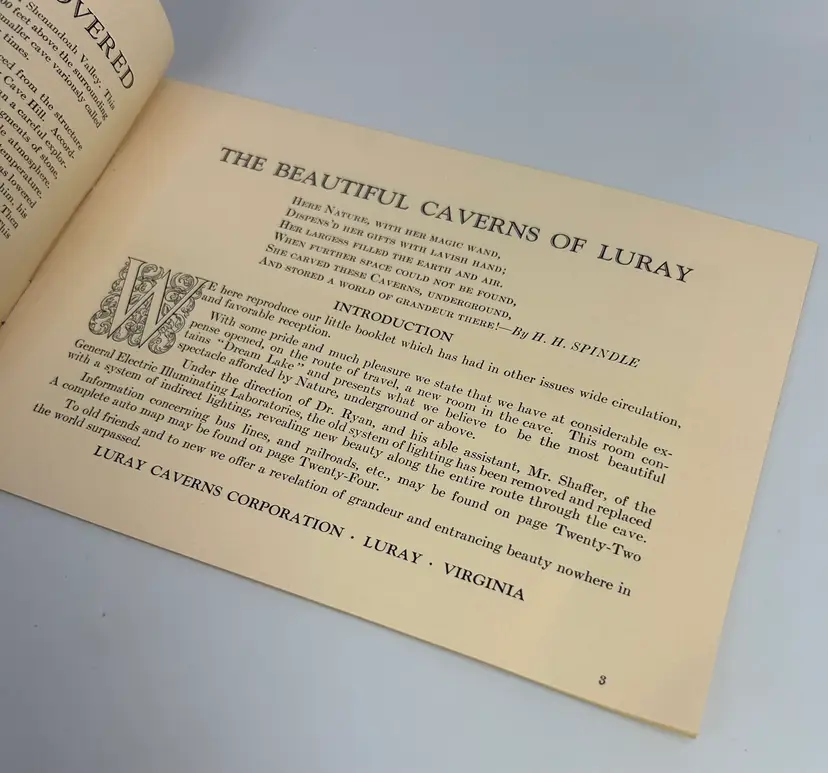 OVERED
Shenandoah Valley. This
00 feet above the surrounding
smaller cave variously called
times.
ced from the structure
Cave Hill. Accord-
an a careful explor-
gments of stone.
le atmosphere.
temperature.
as lowered
him, his
Then
This
THE BEAUTIFUL CAVERNS OF LURAY
HERE NATURE, WITH HER MAGIC WAND,
DISPENS'D HER GIFTS WITH LAVISH HAND;
HER LARGESS FILLED THE EARTH AND AIR.
WHEN FURTHER SPACE COULD NOT BE FOUND,
SHE CARVED THESE CAVERNS, UNDERGROUND,
AND STORED A WORLD OF GRANDEUR THERE!—By H. H. SPINDLE
INTRODUCTION
WE here reproduce our little booklet which has had in other issues wide circulation,
and favorable reception.
With some pride and much pleasure we state that we have at considerable ex-
pense opened, on the route of travel, a new room in the cave. This room con-
tains "Dream Lake" and presents what we believe to be the most beautiful
spectacle afforded by Nature, underground or above.
Under the direction of Dr. Ryan, and his able assistant, Mr. Shaffer, of the
General Electric Illuminating Laboratories, the old system of lighting has been removed and replaced
with a system of indirect lighting, revealing new beauty along the entire route through the cave.
Information concerning bus lines, and railroads, etc., may be found on page Twenty-Two
A complete auto map may be found on page Twenty-Four.
To old friends and to new we offer a revelation of grandeur and entrancing beauty nowhere in
the world surpassed.
LURAY CAVERNS CORPORATION · LURAY · VIRGINIA
3